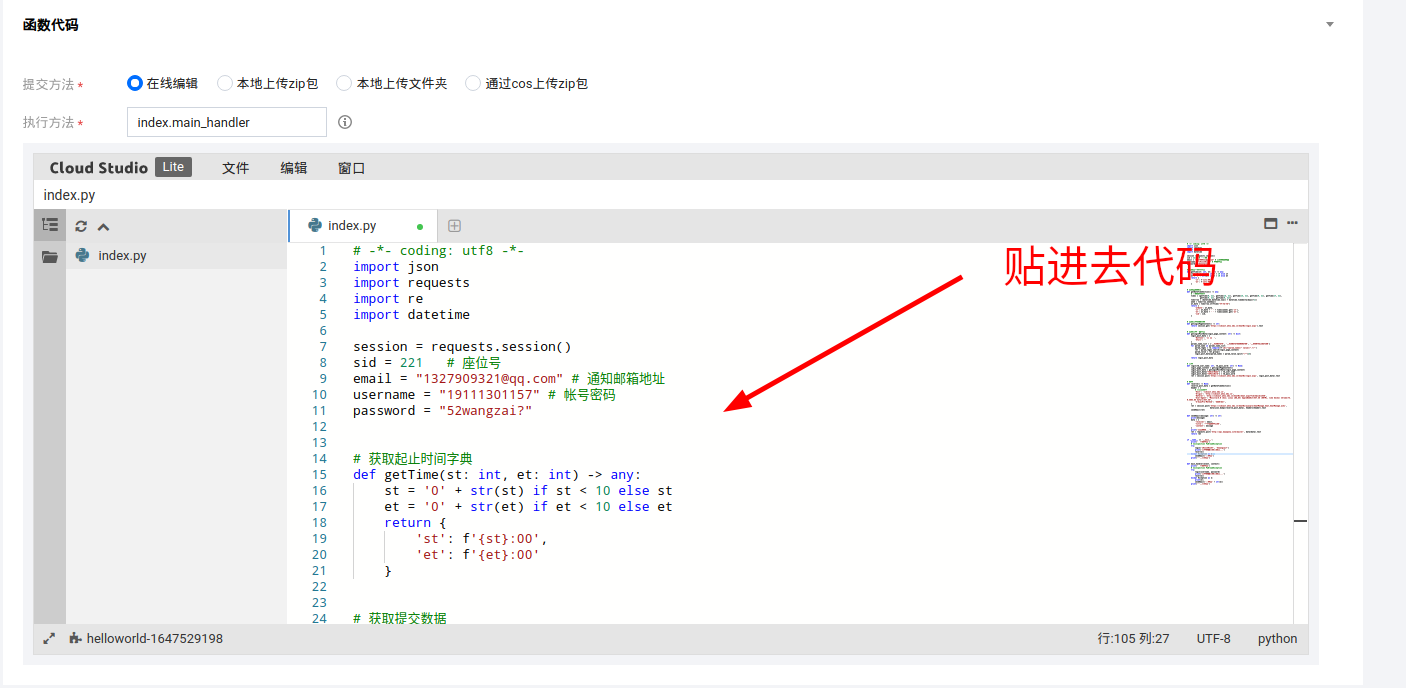 函数代码
提交方法 * 在线编辑 本地上传zip包 本地上传文件夹 通过cos上传zip包
执行方法 * index.main_handler
Cloud Studio Lite 文件 编辑 窗口
index.py
index.py
index.py
贴进去代码
1 # -*- coding: utf8 -*-
2 import json
3 import requests
4 import re
5 import datetime
6
7 session = requests.session()
8 sid = 221 # 座位号
9 email = "1327909321@qq.com" # 通知邮箱地址
10 username = "19111301157" # 帐号密码
11 password = "52wangzai?"
12
13
14 # 获取起止时间字典
15 def getTime(st: int, et: int) -> any:
16 st = '0' + str(st) if st < 10 else st
17 et = '0' + str(et) if et < 10 else et
18 return {
19 'st': f'{st}:00',
20 'et': f'{et}:00'
21 }
22
23
24 # 获取提交数据
helloworld-1647529198 行:105 列:27 UTF-8 python